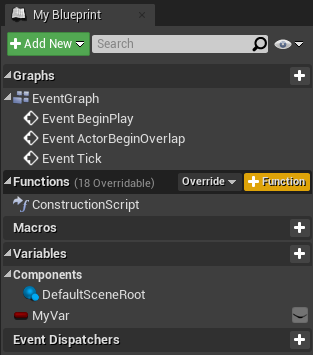 My Blueprint
Add New
Search
Graphs
EventGraph
Event BeginPlay
Event ActorBeginOverlap
Event Tick
Functions (18 Overridable) Override Function
ConstructionScript
Macros
Variables
Components
DefaultSceneRoot
MyVar
Event Dispatchers